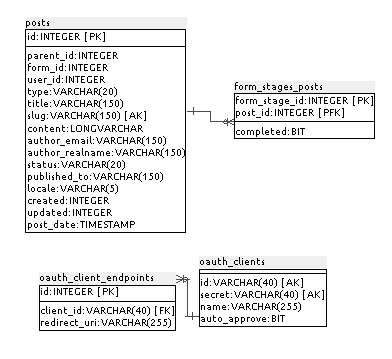 posts
id:INTEGER [PK]
parent_id:INTEGER
form_id:INTEGER
user_id:INTEGER
type:VARCHAR(20)
title:VARCHAR(150)
slug:VARCHAR(150) [AK]
content:LONGVARCHAR
author_email:VARCHAR(150)
author_realname:VARCHAR(150)
status:VARCHAR(20)
published_to:VARCHAR(150)
locale:VARCHAR(5)
created:INTEGER
updated:INTEGER
post_date:TIMESTAMP
form_stages_posts
form_stage_id:INTEGER [PK]
post_id:INTEGER [PFK]
completed:BIT
oauth_client_endpoints
id:INTEGER [PK]
client_id:VARCHAR(40) [FK]
redirect_uri:VARCHAR(255)
oauth_clients
id:VARCHAR(40) [AK]
secret:VARCHAR(40) [AK]
name:VARCHAR(255)
auto_approve:BIT